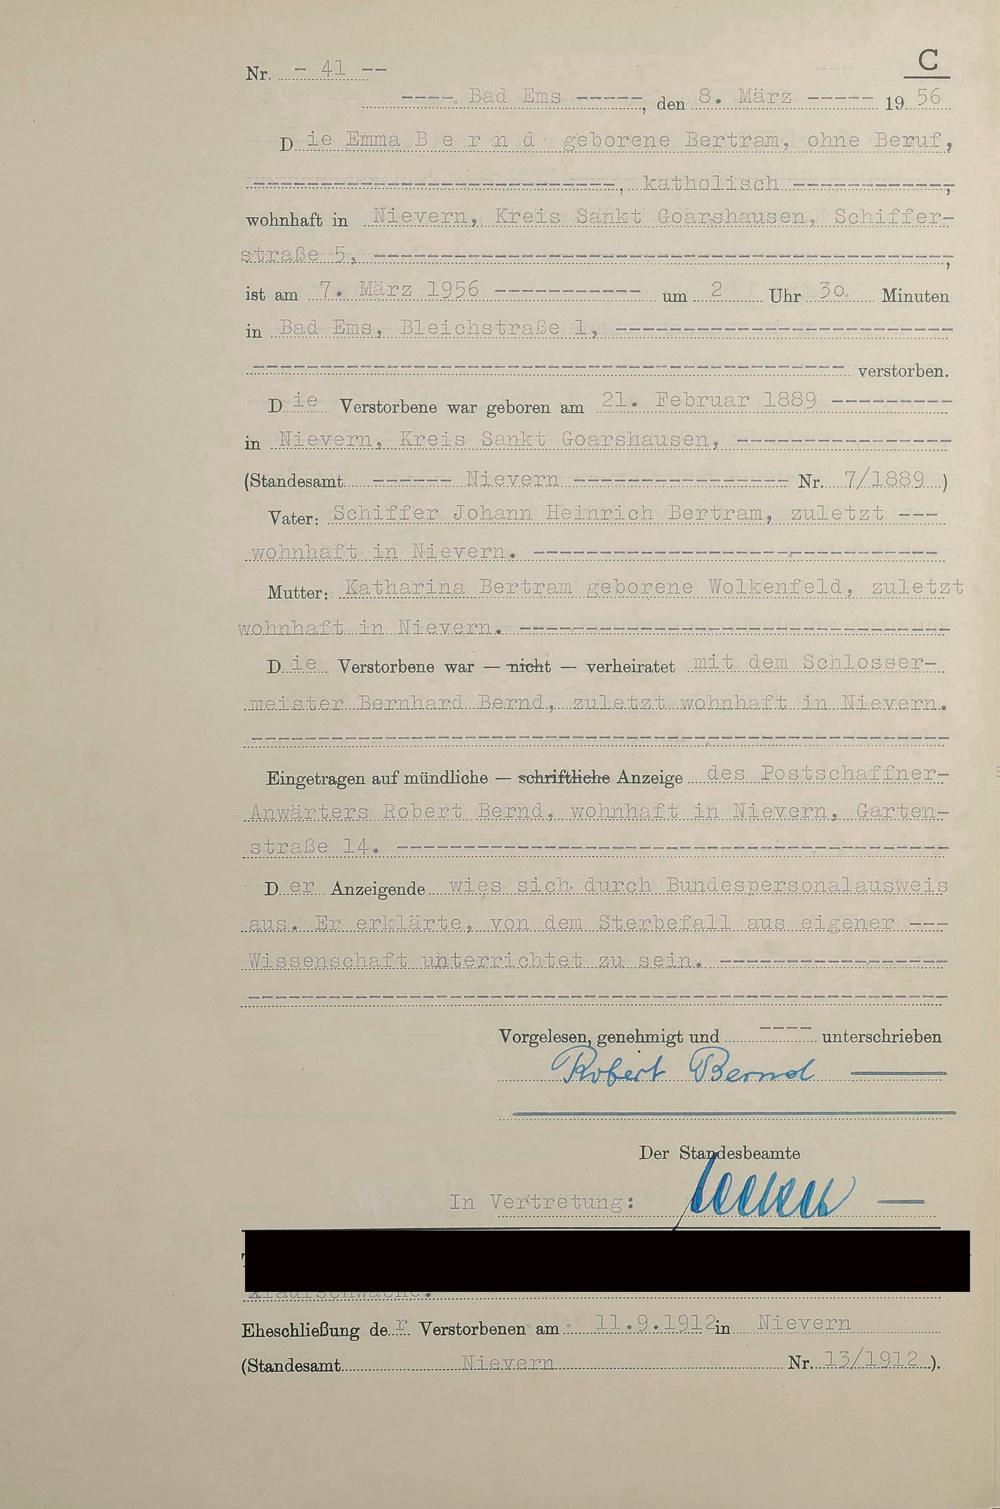 C
Nr. - 41 --
----. Bad Ems -----, den 8. März ----- 19 56
D ie Emma B e r n d geborene Bertram, ohne Beruf,
---------------------------, katholisch ------------,
wohnhaft in Nievern, Kreis Sankt Goarshausen, Schiffer-
straße 5, -------------------------------------------,
ist am 7. März 1956 ----------- um 2 Uhr 30 Minuten
in Bad Ems, Bleichstraße 1, -------------------------
--------------------------------------------- verstorben.
D ie Verstorbene war geboren am 21. Februar 1889 ---------
in Nievern, Kreis Sankt Goarshausen, ----------------
(Standesamt ------ Nievern ---------------- Nr. 7/1889 )
Vater: Schiffer Johann Heinrich Bertram, zuletzt ---
wohnhaft in Nievern. ------------------------------
Mutter: Katharina Bertram geborene Wolkenfeld, zuletzt
wohnhaft in Nievern. --------------------------------
D ie Verstorbene war — nicht — verheiratet mit dem Schlosser-
meister Bernhard Bernd, zuletzt wohnhaft in Nievern.
----------------------------------------------------
Eingetragen auf mündliche — schriftliche Anzeige des Postschaffner-
Anwärters Robert Bernd, wohnhaft in Nievern, Garten-
straße 14. -----------------------------------------
D er Anzeigende wies sich durch Bundespersonalausweis
aus. Er erklärte, von dem Sterbefall aus eigener ---
Wissenschaft unterrichtet zu sein. -----------------
----------------------------------------------------
Vorgelesen, genehmigt und ---- unterschrieben
Robert Bernd
Der Standesbeamte
In Vertretung:
Eheschließung de r Verstorbenen am 11.9.1912 in Nievern
(Standesamt Nievern Nr. 13/1912 ).